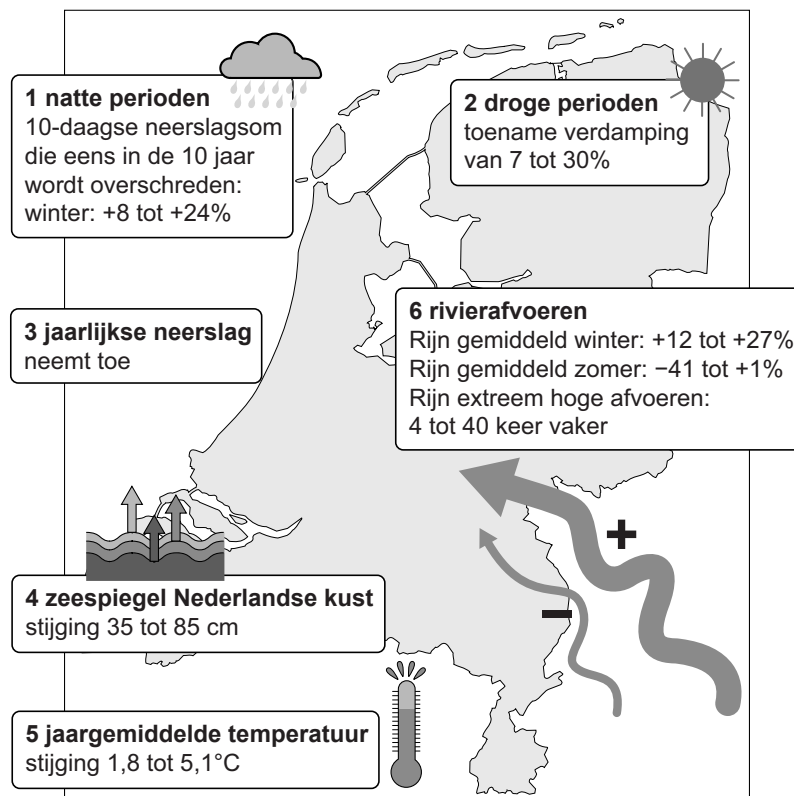 1 natte perioden
10-daagse neerslagsom
die eens in de 10 jaar
wordt overschreden:
winter: +8 tot +24%
2 droge perioden
toename verdamping
van 7 tot 30%
3 jaarlijkse neerslag
neemt toe
6 rivierafvoeren
Rijn gemiddeld winter: +12 tot +27%
Rijn gemiddeld zomer: −41 tot +1%
Rijn extreem hoge afvoeren:
4 tot 40 keer vaker
+
−
4 zeespiegel Nederlandse kust
stijging 35 tot 85 cm
5 jaargemiddelde temperatuur
stijging 1,8 tot 5,1°C